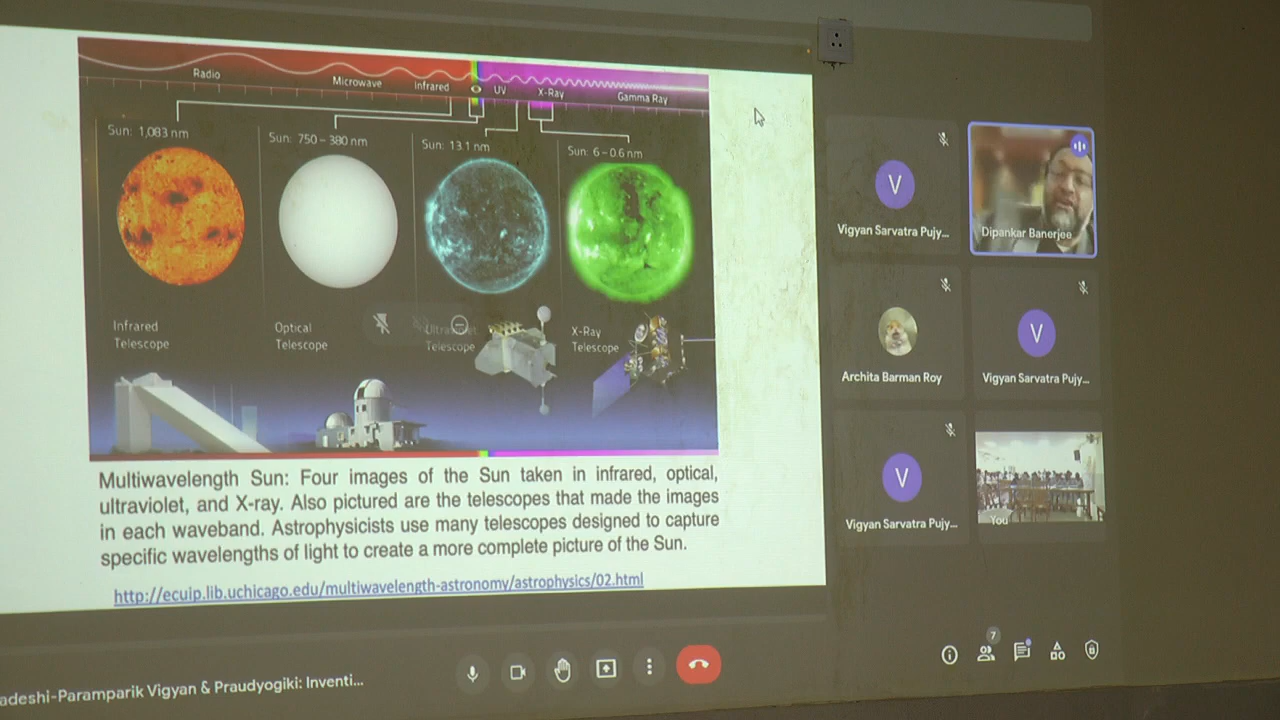 Radio
Microwave
Infrared
UV
X-Ray
Gamma Ray
Sun: 1,083 nm
Sun: 750 – 380 nm
Sun: 13.1 nm
Sun: 6 – 0.6 nm
Infrared
Telescope
Optical
Telescope
Ultraviolet
Telescope
X-Ray
Telescope
Multiwavelength Sun: Four images of the Sun taken in infrared, optical,
ultraviolet, and X-ray. Also pictured are the telescopes that made the images
in each waveband. Astrophysicists use many telescopes designed to capture
specific wavelengths of light to create a more complete picture of the Sun.
http://ecuip.lib.uchicago.edu/multiwavelength-astronomy/astrophysics/02.html
V
Vigyan Sarvatra Pujy...
Dipankar Banerjee
Archita Barman Roy
V
Vigyan Sarvatra Pujy...
V
Vigyan Sarvatra Pujy...
You
7
adeshi-Paramparik Vigyan & Praudyogiki: Inventi...